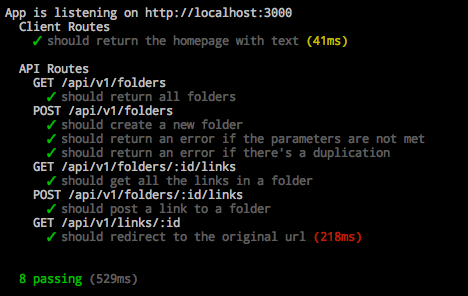 App is listening on http://localhost:3000
Client Routes
✓ should return the homepage with text (41ms)
API Routes
GET /api/v1/folders
✓ should return all folders
POST /api/v1/folders
✓ should create a new folder
✓ should return an error if the parameters are not met
✓ should return an error if there's a duplication
GET /api/v1/folders/:id/links
✓ should get all the links in a folder
POST /api/v1/folders/:id/links
✓ should post a link to a folder
GET /api/v1/links/:id
✓ should redirect to the original url (218ms)
8 passing (529ms)